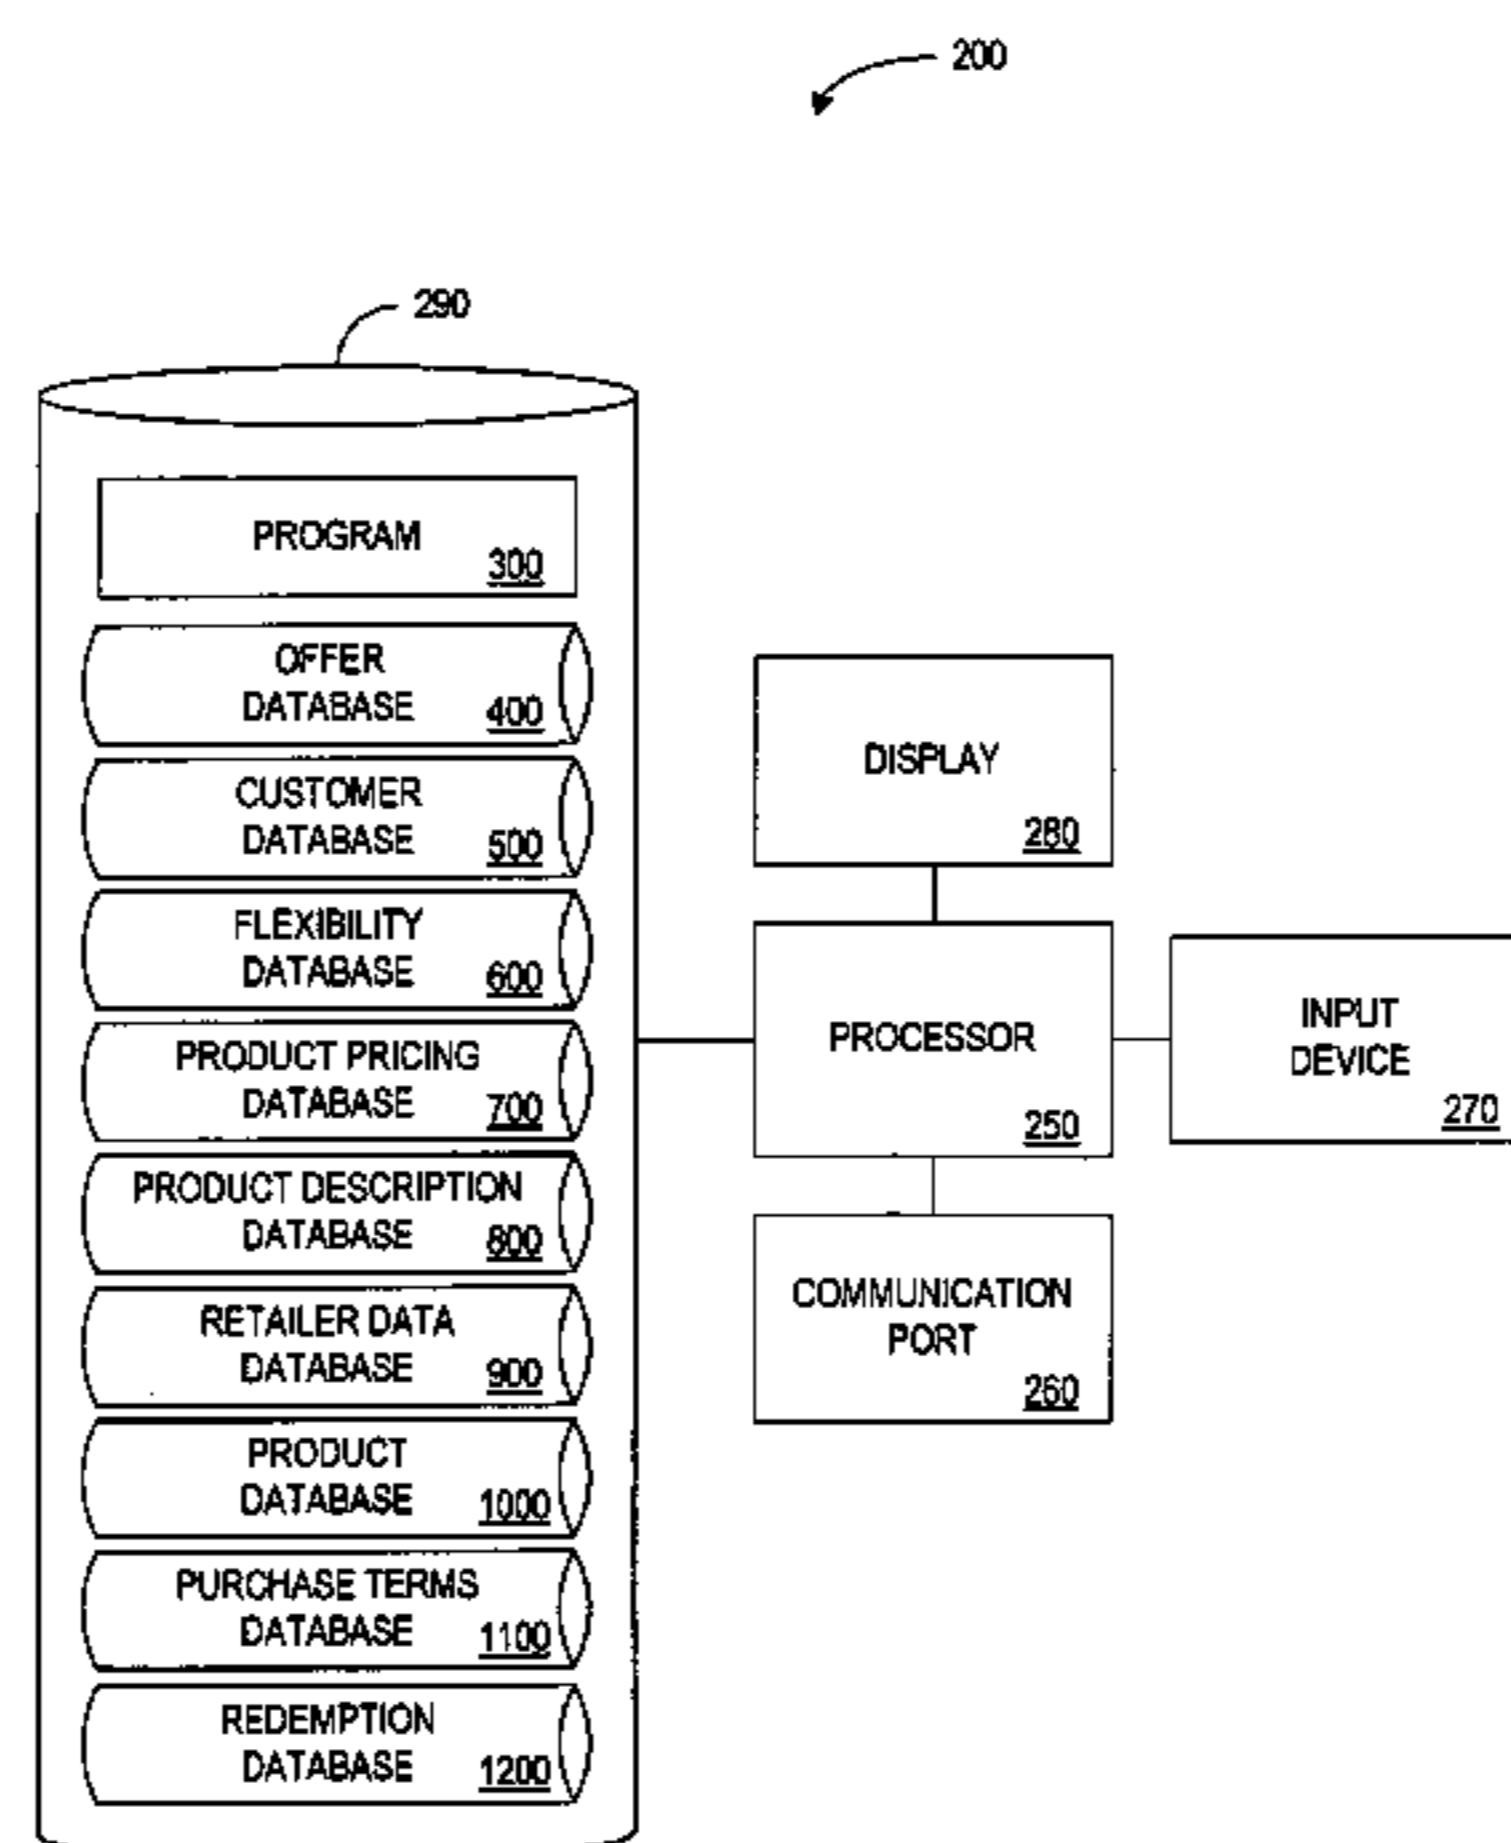 200
290
PROGRAM
300
OFFER
DATABASE
400
CUSTOMER
DATABASE
500
FLEXIBILITY
DATABASE
600
PRODUCT PRICING
DATABASE
700
PRODUCT DESCRIPTION
DATABASE
800
RETAILER DATA
DATABASE
900
PRODUCT
DATABASE
1000
PURCHASE TERMS
DATABASE
1100
REDEMPTION
DATABASE
1200
DISPLAY
280
PROCESSOR
250
INPUT
DEVICE
270
COMMUNICATION
PORT
260